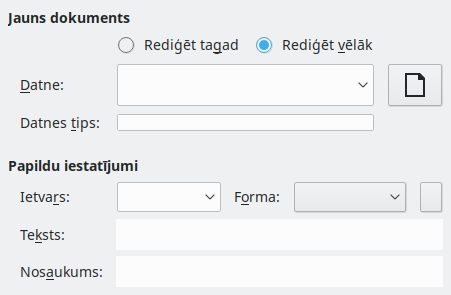 Jauns dokuments
Rediģēt tagad Rediģēt vēlāk
Datne:
Datnes tips:
Papildu iestatījumi
Ietvars: Forma:
Teksts:
Nosaukums: